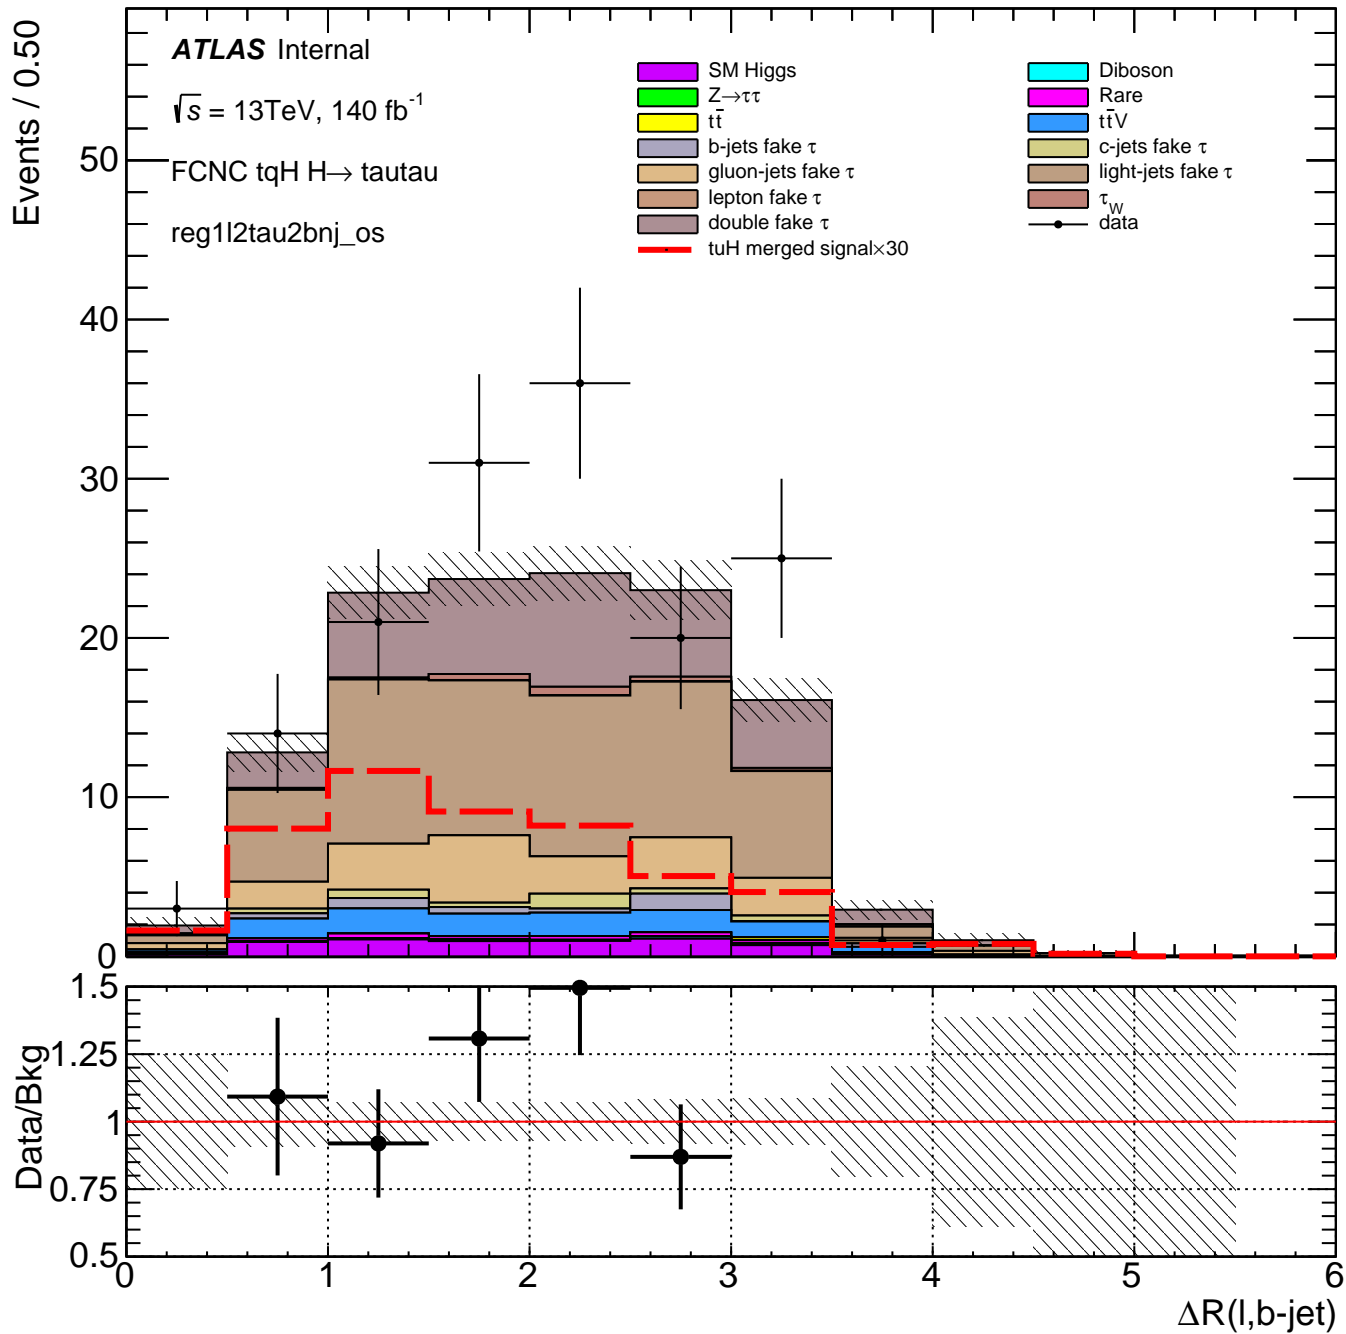 Events / 0.50
ATLAS Internal
√s = 13TeV, 140 fb⁻¹
FCNC tqH H→ tautau
reg1l2tau2bnj_os
SM Higgs
Z→ττ
tt̄
b-jets fake τ
gluon-jets fake τ
lepton fake τ
double fake τ
tuH merged signal×30
Diboson
Rare
tt̄V
c-jets fake τ
light-jets fake τ
τ_W
data
50
40
30
20
10
0
Data/Bkg
1.5
1.25
1
0.75
0.5
0 1 2 3 4 5 6
ΔR(l,b-jet)